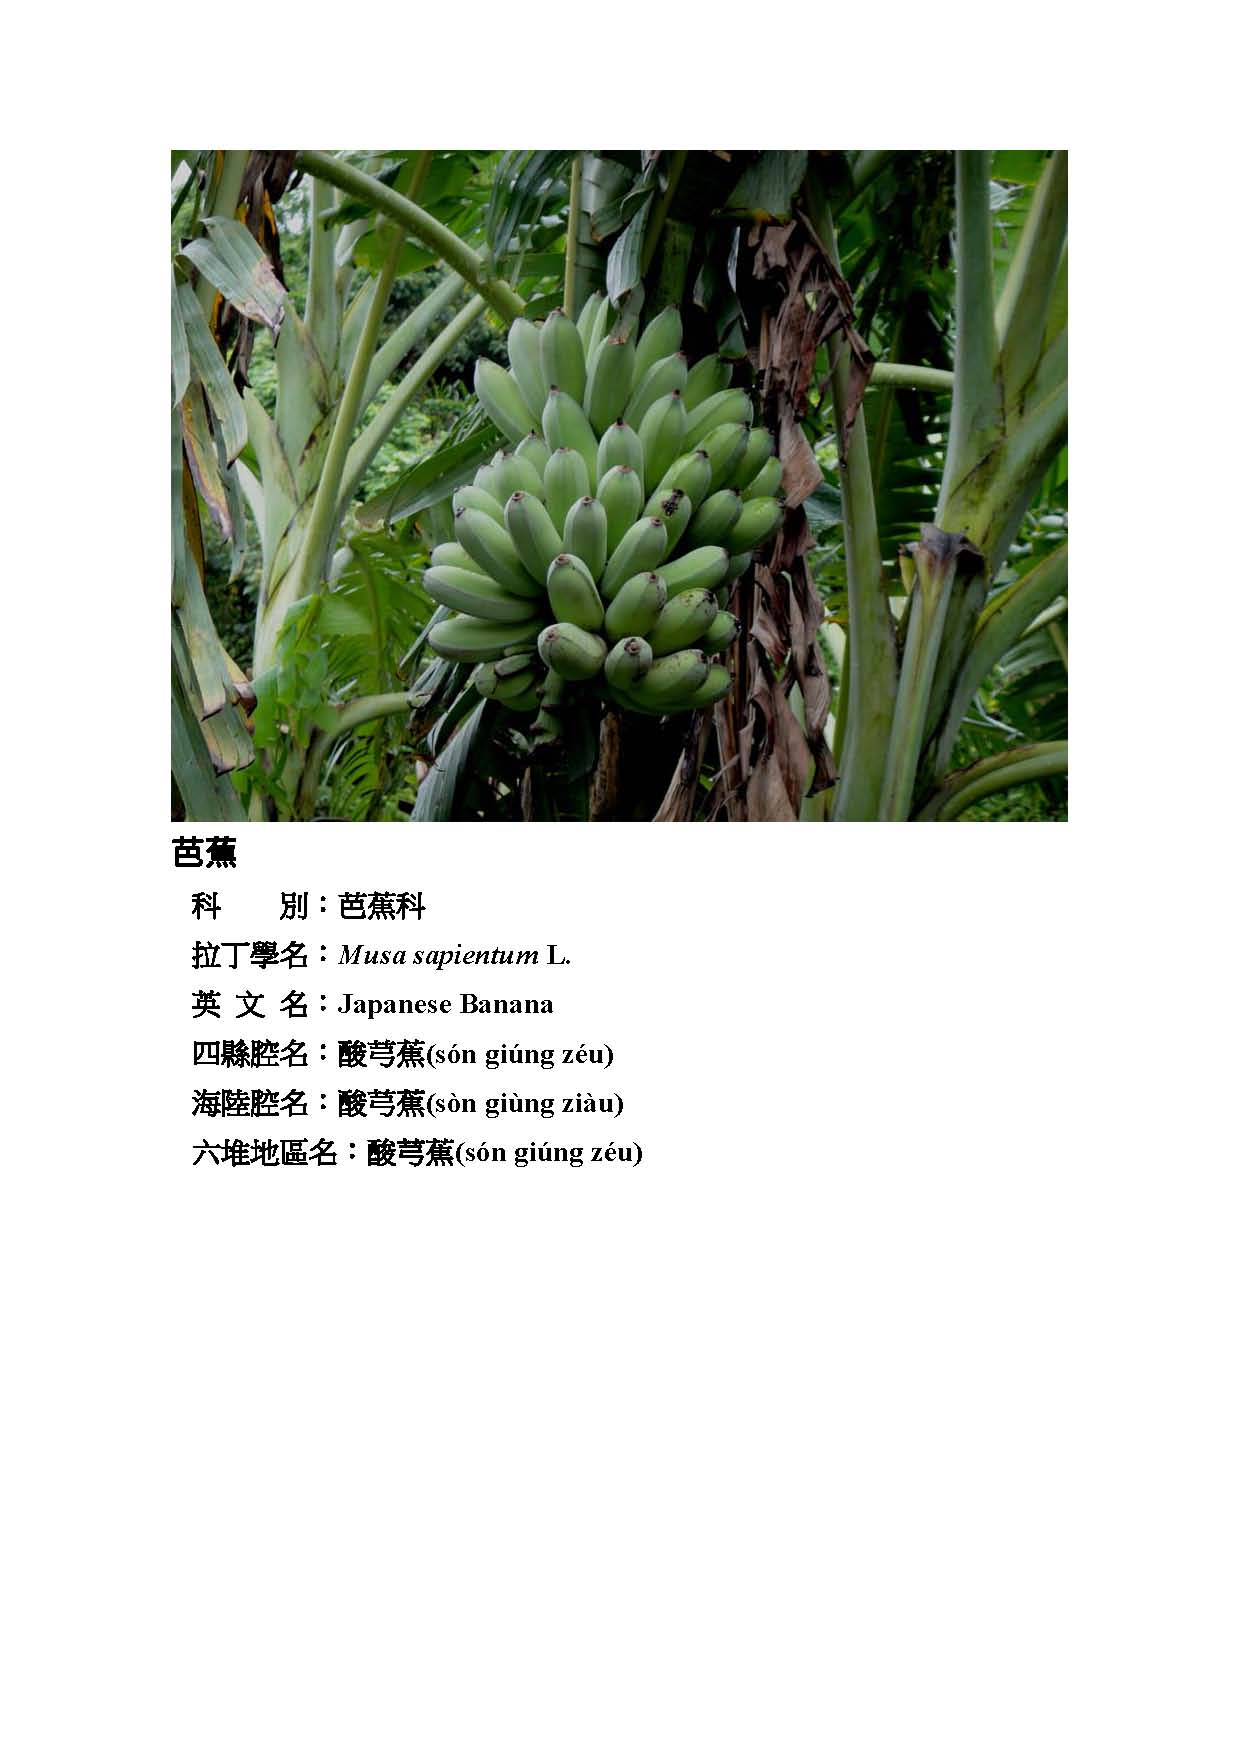 芭蕉
科　　別：芭蕉科
拉丁學名：Musa sapientum L.
英 文 名：Japanese Banana
四縣腔名：酸芎蕉(són giúng zéu)
海陸腔名：酸芎蕉(sòn giùng ziàu)
六堆地區名：酸芎蕉(són giúng zéu)